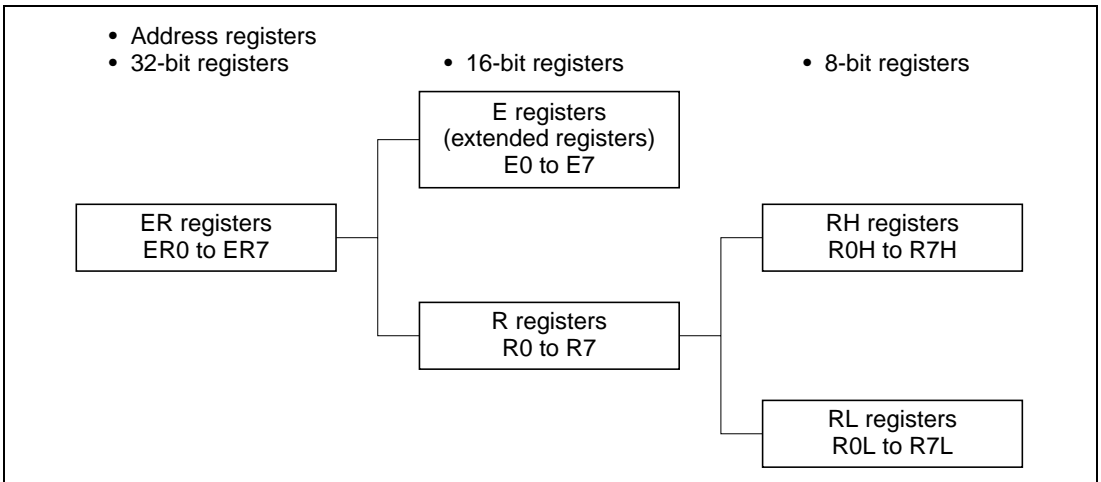 • Address registers
• 32-bit registers
• 16-bit registers
• 8-bit registers
E registers
(extended registers)
E0 to E7
ER registers
ER0 to ER7
RH registers
R0H to R7H
R registers
R0 to R7
RL registers
R0L to R7L